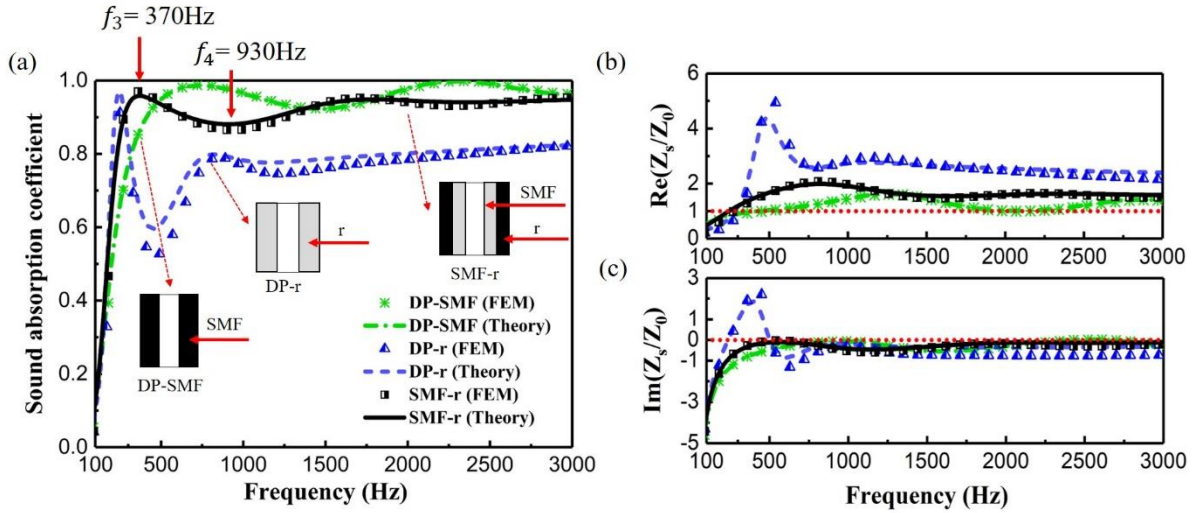 f₃= 370Hz
f₄= 930Hz
(a)
Sound absorption coefficient
1.0
0.8
0.6
0.4
0.2
0.0
100 500 1000 1500 2000 2500 3000
Frequency (Hz)
SMF
DP-SMF
r
DP-r
SMF
r
SMF-r
DP-SMF (FEM)
DP-SMF (Theory)
DP-r (FEM)
DP-r (Theory)
SMF-r (FEM)
SMF-r (Theory)
(b)
Re(Zₛ/Z₀)
6
4
2
1
0
100 500 1000 1500 2000 2500 3000
(c)
Im(Zₛ/Z₀)
3
2
0
-1
-3
-5
100 500 1000 1500 2000 2500 3000
Frequency (Hz)